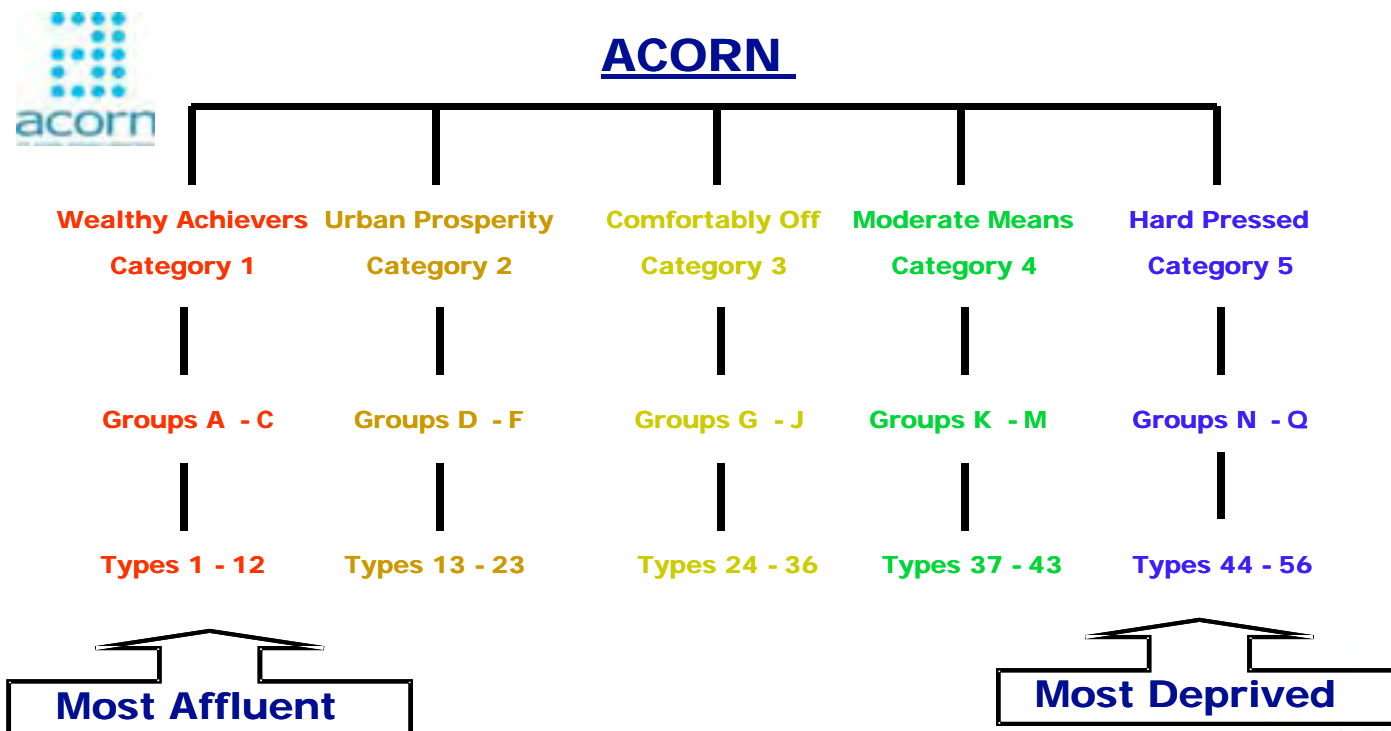 acorn
ACORN
Wealthy Achievers
Category 1
Urban Prosperity
Category 2
Comfortably Off
Category 3
Moderate Means
Category 4
Hard Pressed
Category 5
Groups A - C
Groups D - F
Groups G - J
Groups K - M
Groups N - Q
Types 1 - 12
Types 13 - 23
Types 24 - 36
Types 37 - 43
Types 44 - 56
Most Affluent
Most Deprived